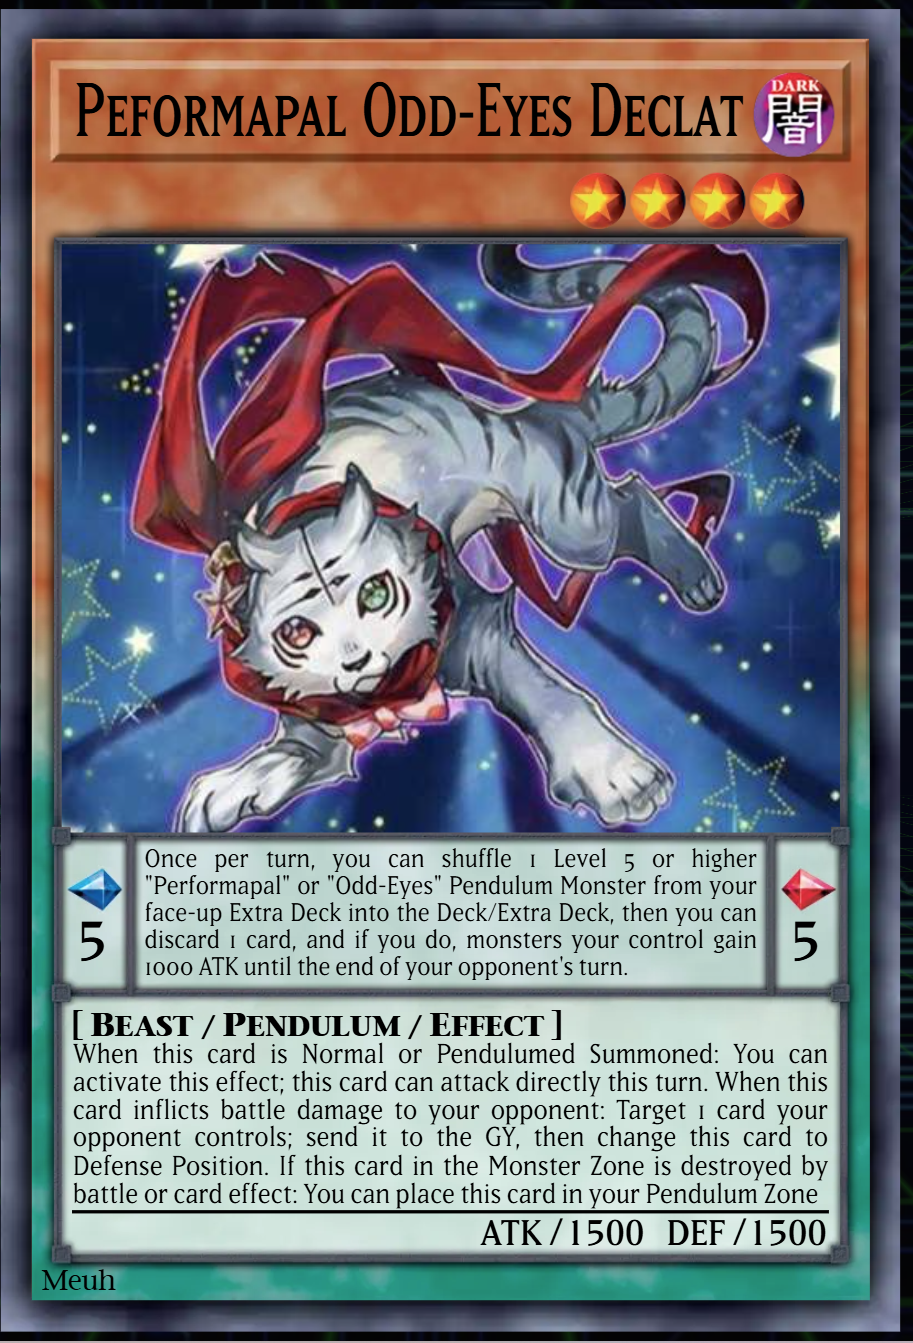 Peformapal Odd-Eyes Declat
DARK
闇
Once per turn, you can shuffle 1 Level 5 or higher
"Performapal" or "Odd-Eyes" Pendulum Monster from your
face-up Extra Deck into the Deck/Extra Deck, then you can
discard 1 card, and if you do, monsters your control gain
1000 ATK until the end of your opponent's turn.
5
5
[ Beast / Pendulum / Effect ]
When this card is Normal or Pendulumed Summoned: You can
activate this effect; this card can attack directly this turn. When this
card inflicts battle damage to your opponent: Target 1 card your
opponent controls; send it to the GY, then change this card to
Defense Position. If this card in the Monster Zone is destroyed by
battle or card effect: You can place this card in your Pendulum Zone
ATK / 1500 DEF / 1500
Meuh